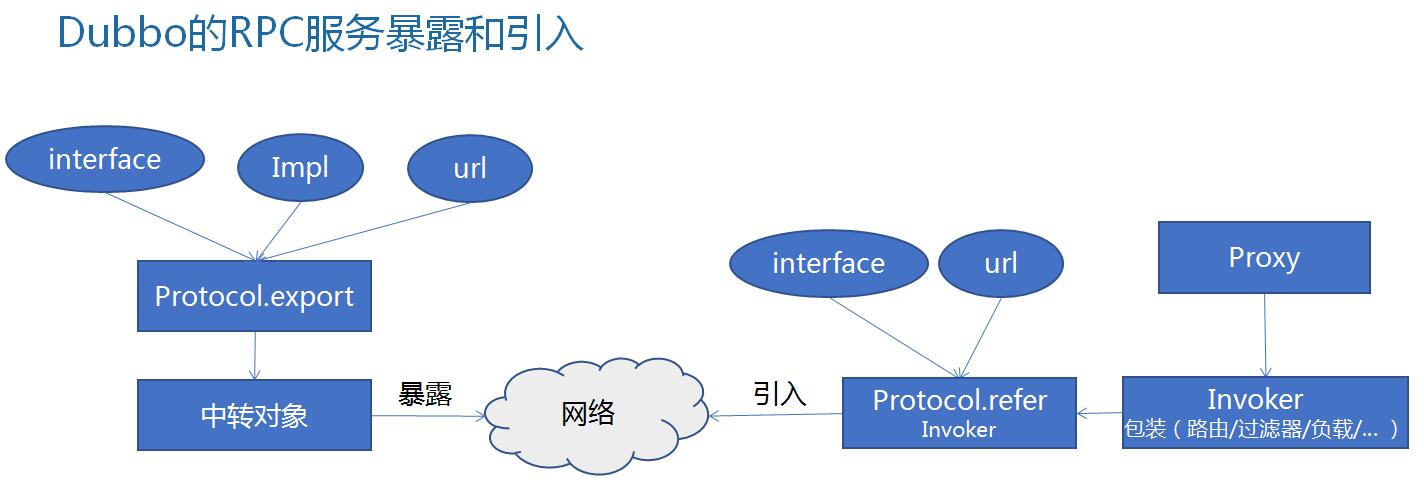 Dubbo的RPC服务暴露和引入
interface
Impl
url
Protocol.export
中转对象
暴露
网络
引入
interface
url
Protocol.refer
Invoker
Proxy
Invoker
包装（路由/过滤器/负载/... ）